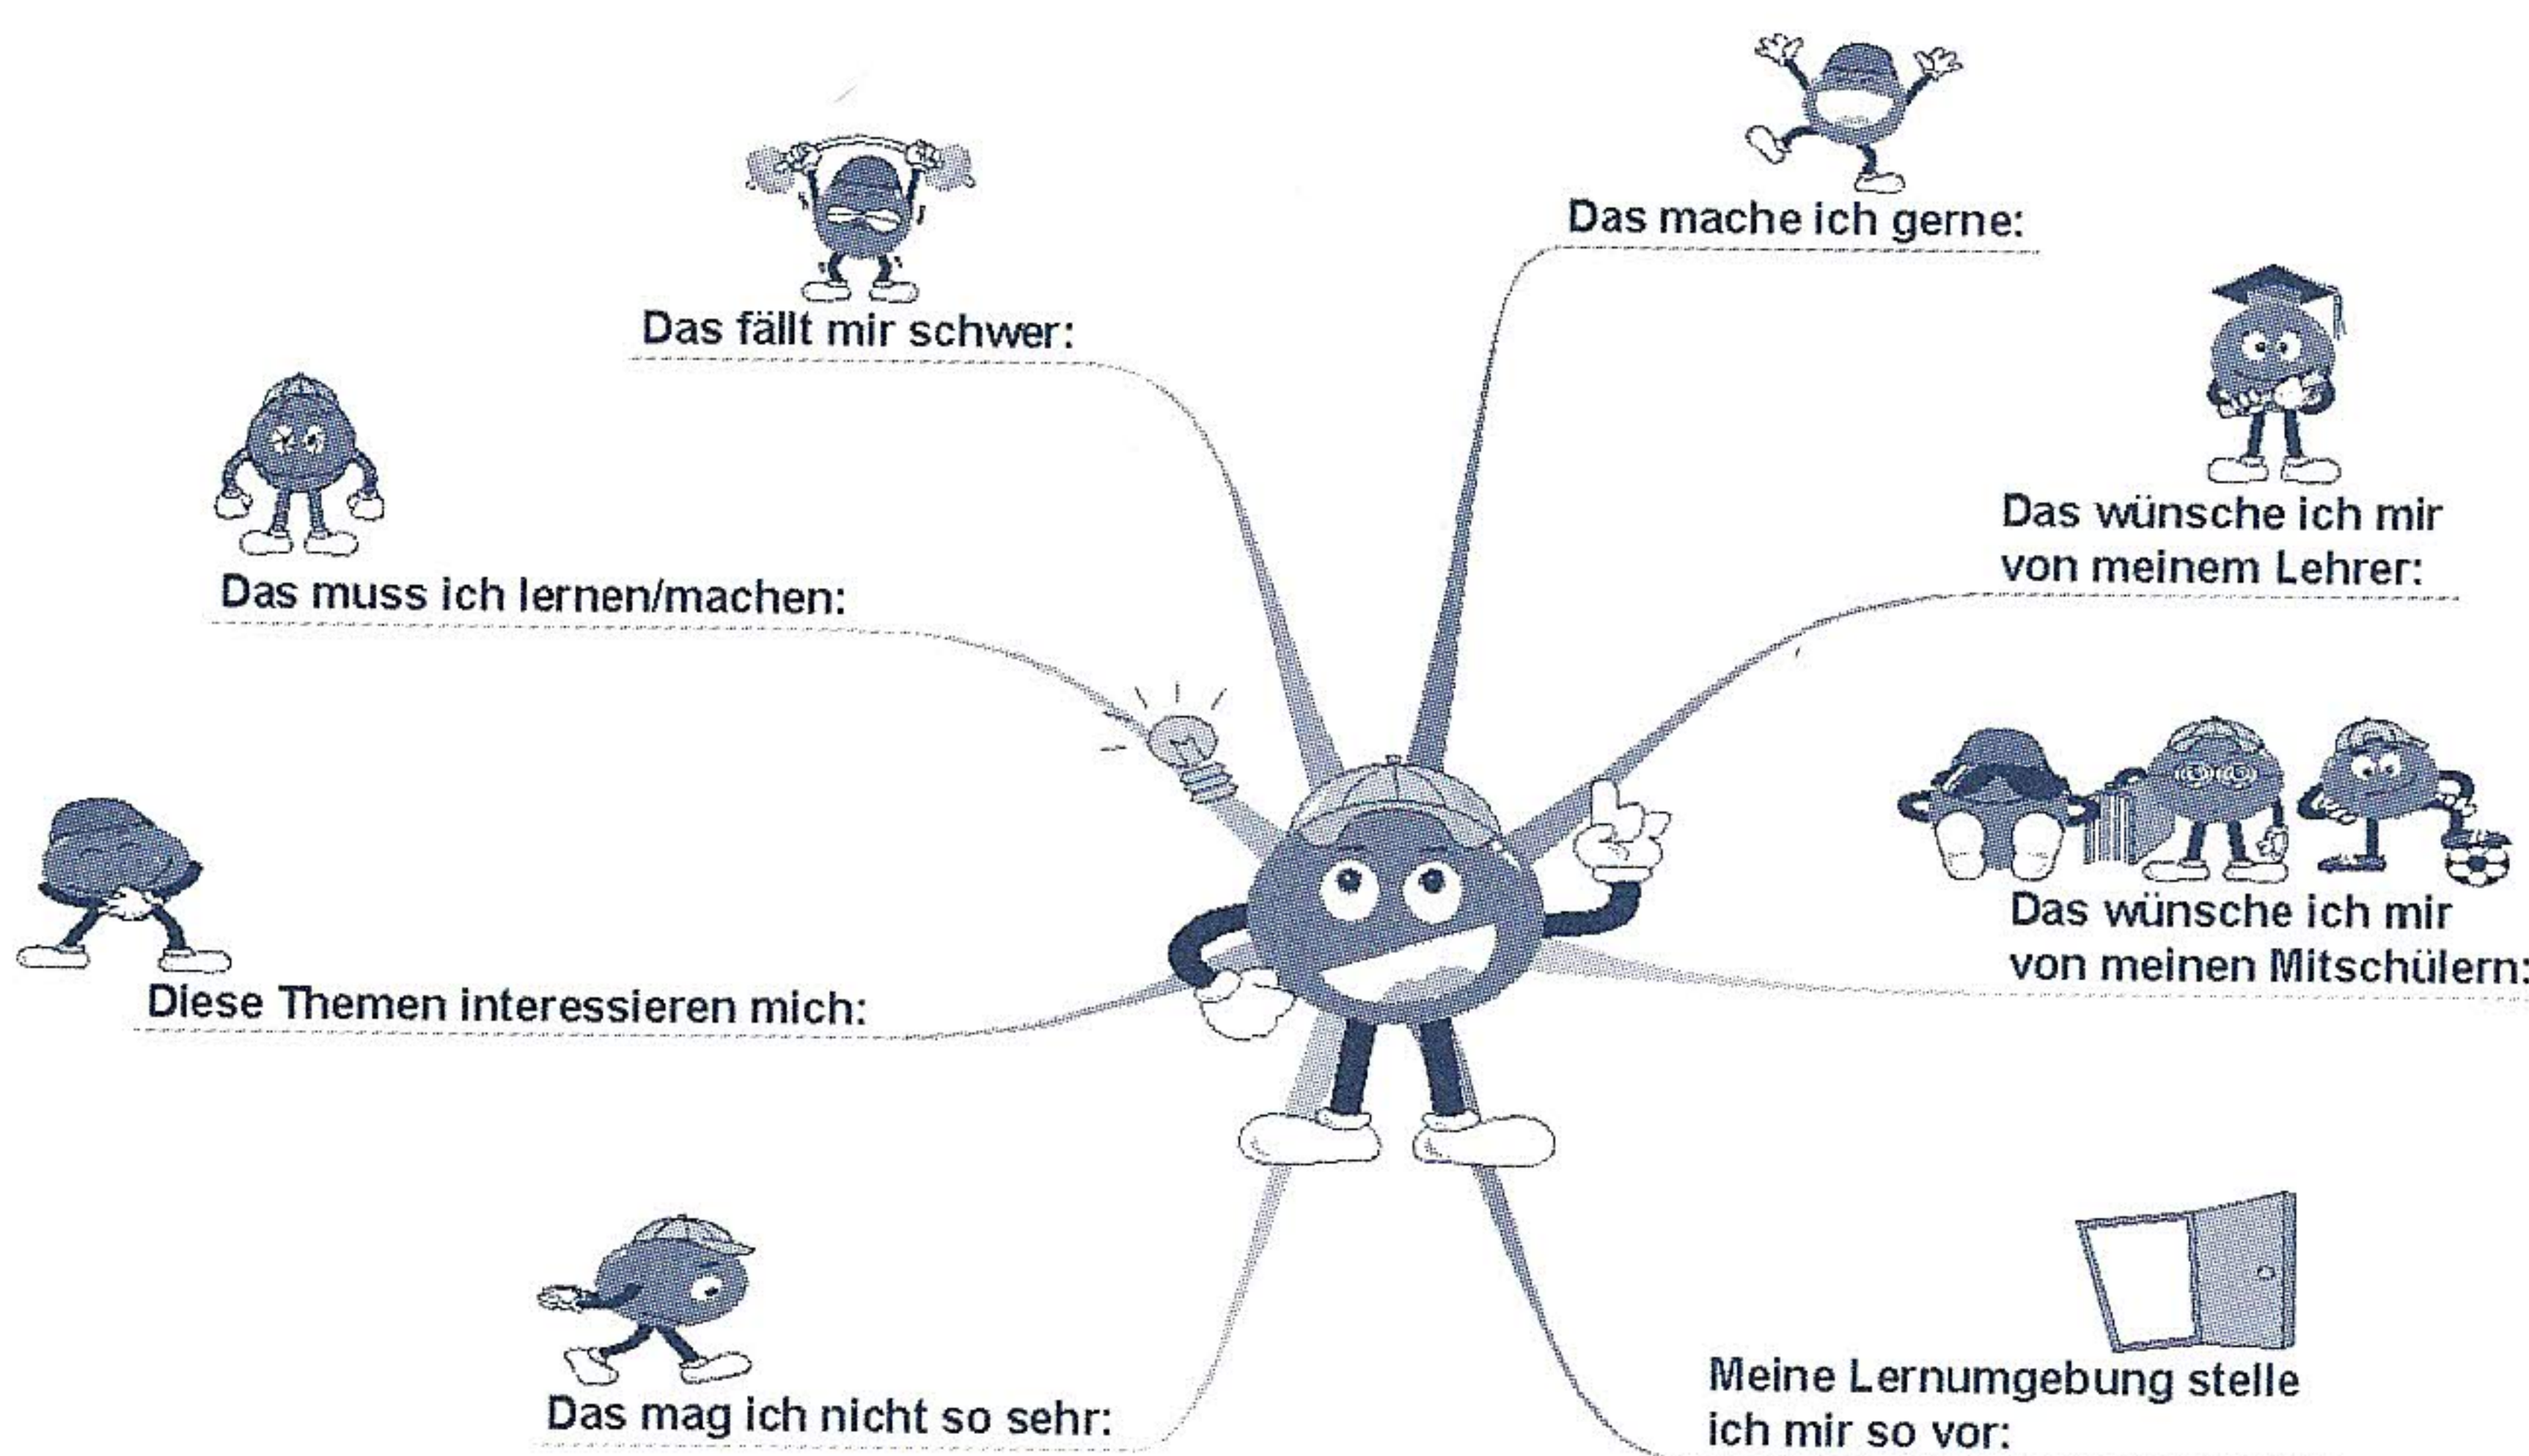 Das mache ich gerne:
Das fällt mir schwer:
Das wünsche ich mir
von meinem Lehrer:
Das muss ich lernen/machen:
Das wünsche ich mir
von meinen Mitschülern:
Diese Themen interessieren mich:
Meine Lernumgebung stelle
ich mir so vor:
Das mag ich nicht so sehr: